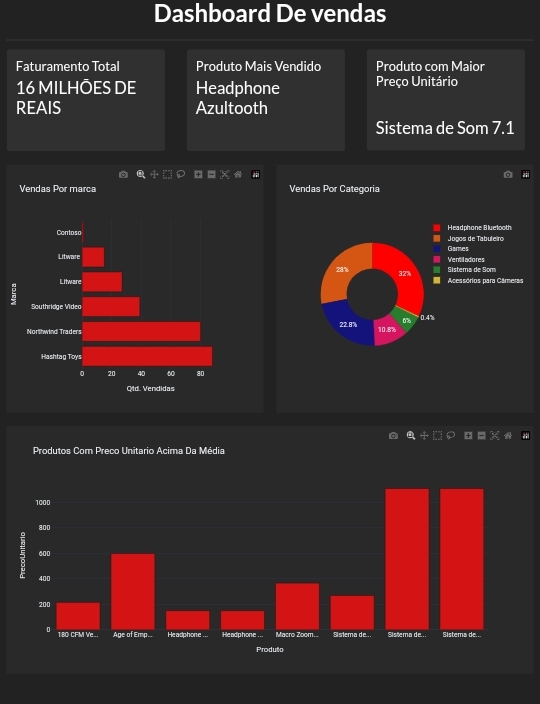 Dashboard De vendas
Faturamento Total
16 MILHÕES DE
REAIS
Produto Mais Vendido
Headphone
Azultooth
Produto com Maior
Preço Unitário
Sistema de Som 7.1
Vendas Por marca
Marca
Contoso
Litware
Litware
Southridge Video
Northwind Traders
Hashtag Toys
0 20 40 60 80
Qtd. Vendidas
Vendas Por Categoria
32%
28%
22.8%
10.8%
6%
0.4%
Headphone Bluetooth
Jogos de Tabuleiro
Games
Ventiladores
Sistema de Som
Acessórios para Câmeras
Produtos Com Preco Unitario Acima Da Média
PrecoUnitario
1000
800
600
400
200
0
180 CFM Ve... Age of Emp... Headphone ... Headphone ... Macro Zoom... Sistema de... Sistema de... Sistema de...
Produto